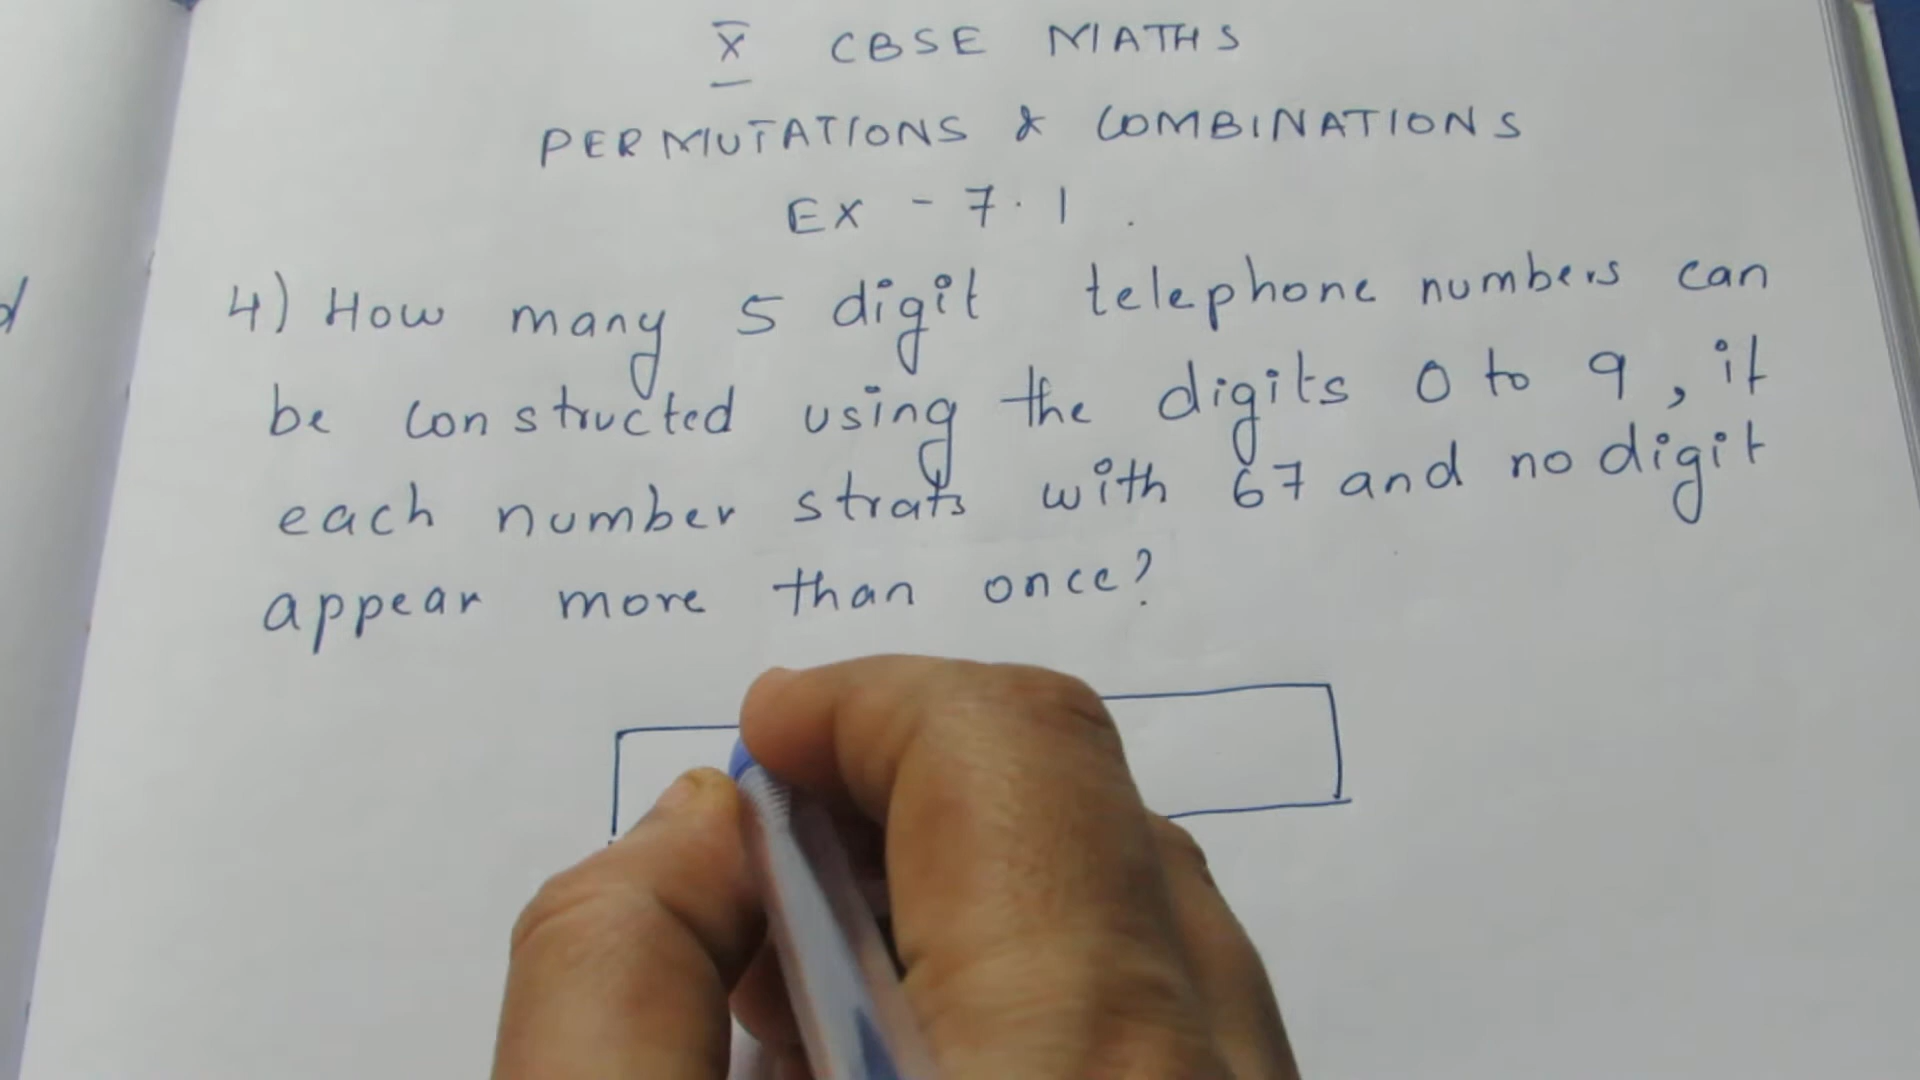 X CBSE MATHS
PERMUTATIONS & COMBINATIONS
EX - 7.1.
4) How many 5 digit telephone numbers can
be constructed using the digits 0 to 9, if
each number strats with 67 and no digit
appear more than once?